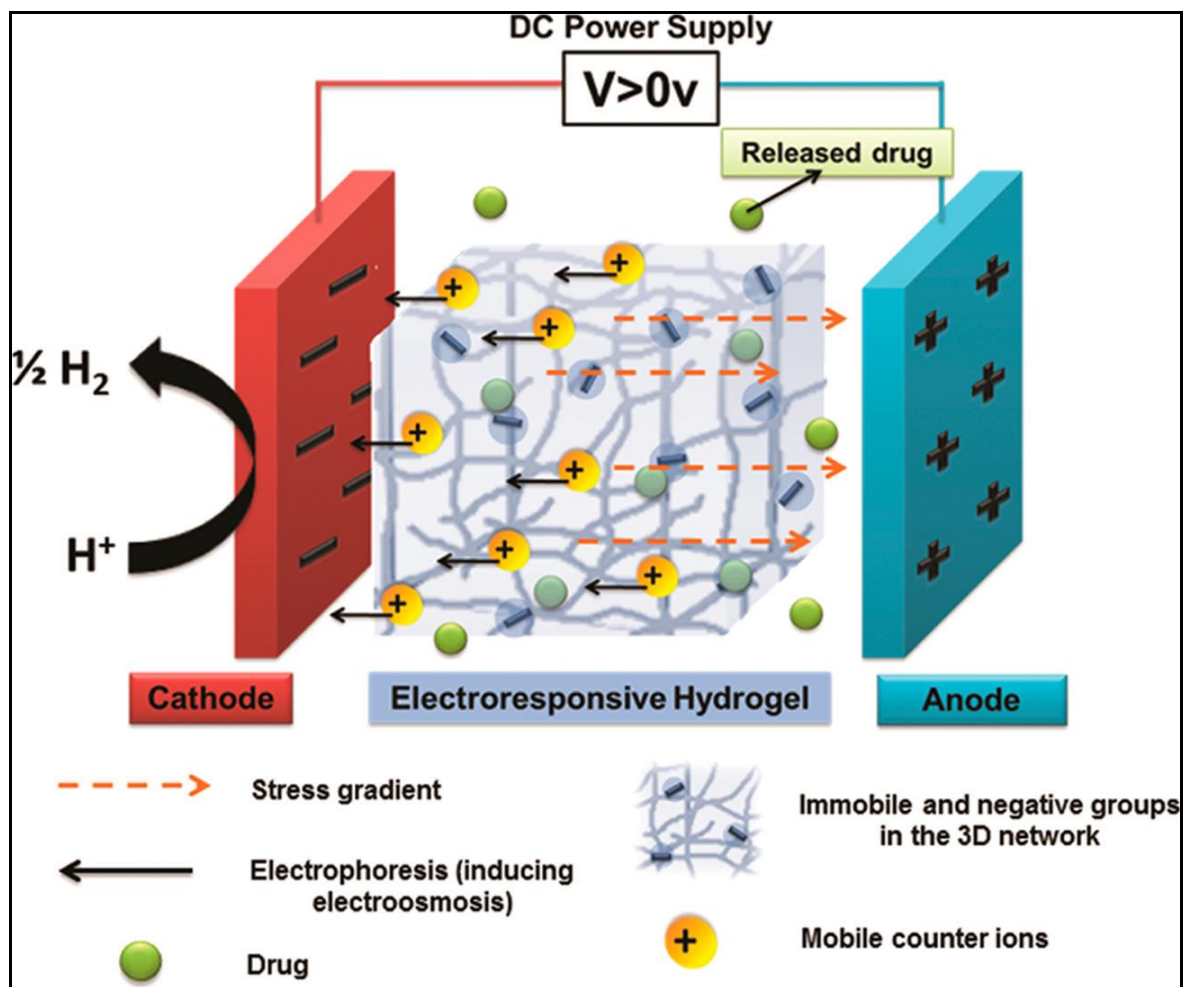 DC Power Supply
V>0v
Released drug
½ H₂
H⁺
Cathode
Electroresponsive Hydrogel
Anode
Stress gradient
Immobile and negative groups
in the 3D network
Electrophoresis (inducing
electroosmosis)
Mobile counter ions
Drug